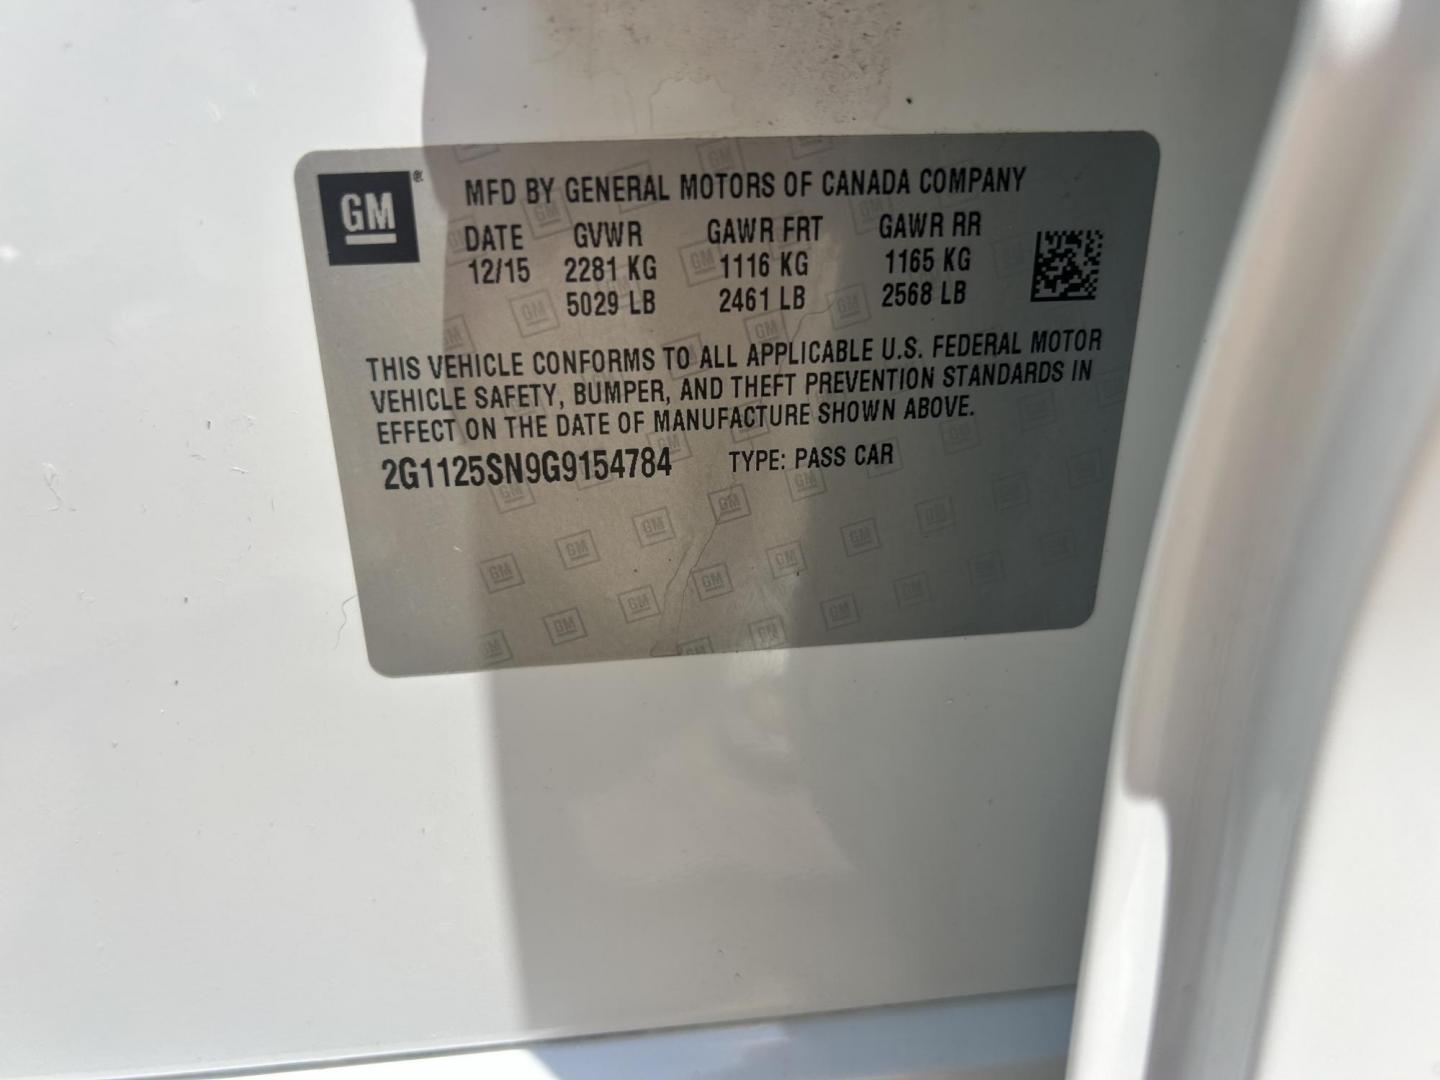 GM
MFD BY GENERAL MOTORS OF CANADA COMPANY
DATE GVWR GAWR FRT GAWR RR
12/15 2281 KG 1116 KG 1165 KG
5029 LB 2461 LB 2568 LB
THIS VEHICLE CONFORMS TO ALL APPLICABLE U.S. FEDERAL MOTOR
VEHICLE SAFETY, BUMPER, AND THEFT PREVENTION STANDARDS IN
EFFECT ON THE DATE OF MANUFACTURE SHOWN ABOVE.
2G1125SN9G9154784 TYPE: PASS CAR